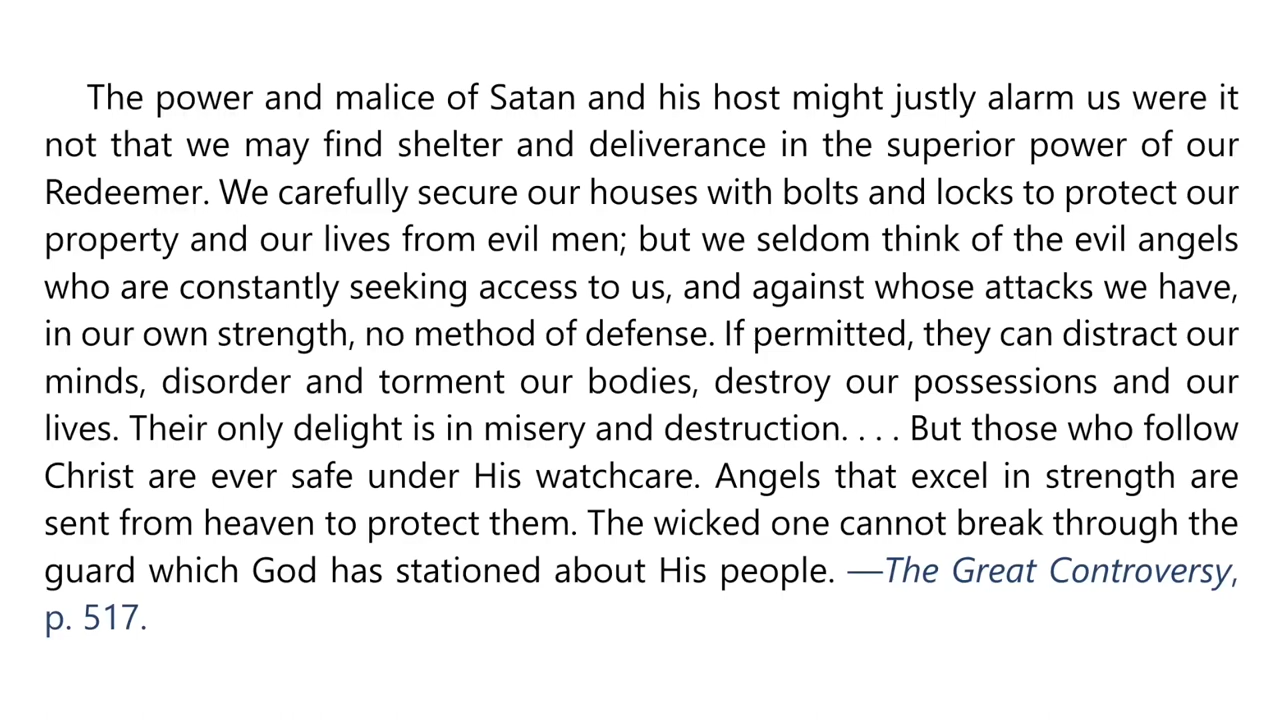 The power and malice of Satan and his host might justly alarm us were it
not that we may find shelter and deliverance in the superior power of our
Redeemer. We carefully secure our houses with bolts and locks to protect our
property and our lives from evil men; but we seldom think of the evil angels
who are constantly seeking access to us, and against whose attacks we have,
in our own strength, no method of defense. If permitted, they can distract our
minds, disorder and torment our bodies, destroy our possessions and our
lives. Their only delight is in misery and destruction. . . . But those who follow
Christ are ever safe under His watchcare. Angels that excel in strength are
sent from heaven to protect them. The wicked one cannot break through the
guard which God has stationed about His people. —The Great Controversy,
p. 517.